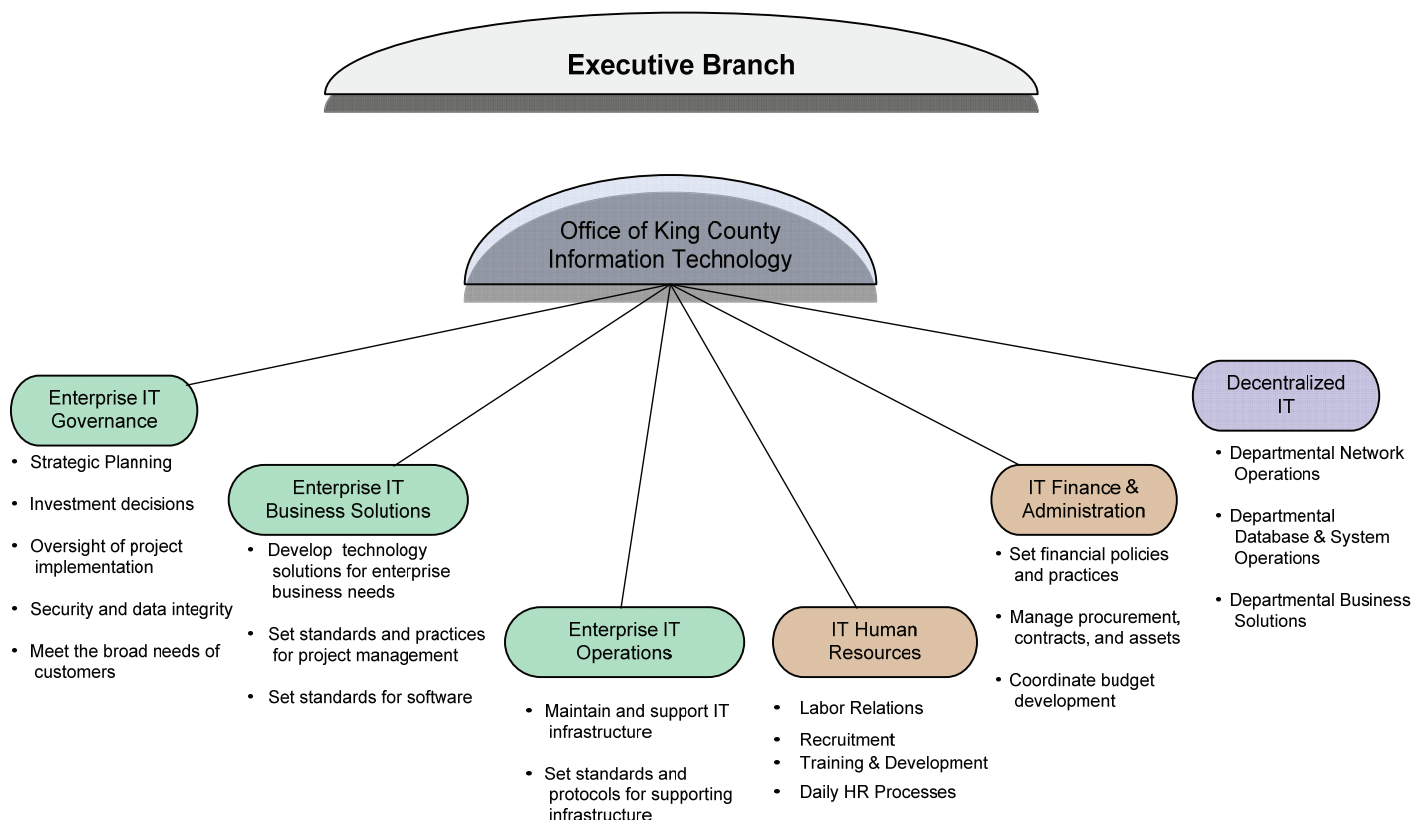 Executive Branch
Office of King County
Information Technology
Enterprise IT
Governance
• Strategic Planning
• Investment decisions
• Oversight of project
implementation
• Security and data integrity
• Meet the broad needs of
customers
Enterprise IT
Business Solutions
• Develop technology
solutions for enterprise
business needs
• Set standards and practices
for project management
• Set standards for software
Enterprise IT
Operations
• Maintain and support IT
infrastructure
• Set standards and
protocols for supporting
infrastructure
IT Human
Resources
• Labor Relations
• Recruitment
• Training & Development
• Daily HR Processes
IT Finance &
Administration
• Set financial policies
and practices
• Manage procurement,
contracts, and assets
• Coordinate budget
development
Decentralized
IT
• Departmental Network
Operations
• Departmental
Database & System
Operations
• Departmental Business
Solutions